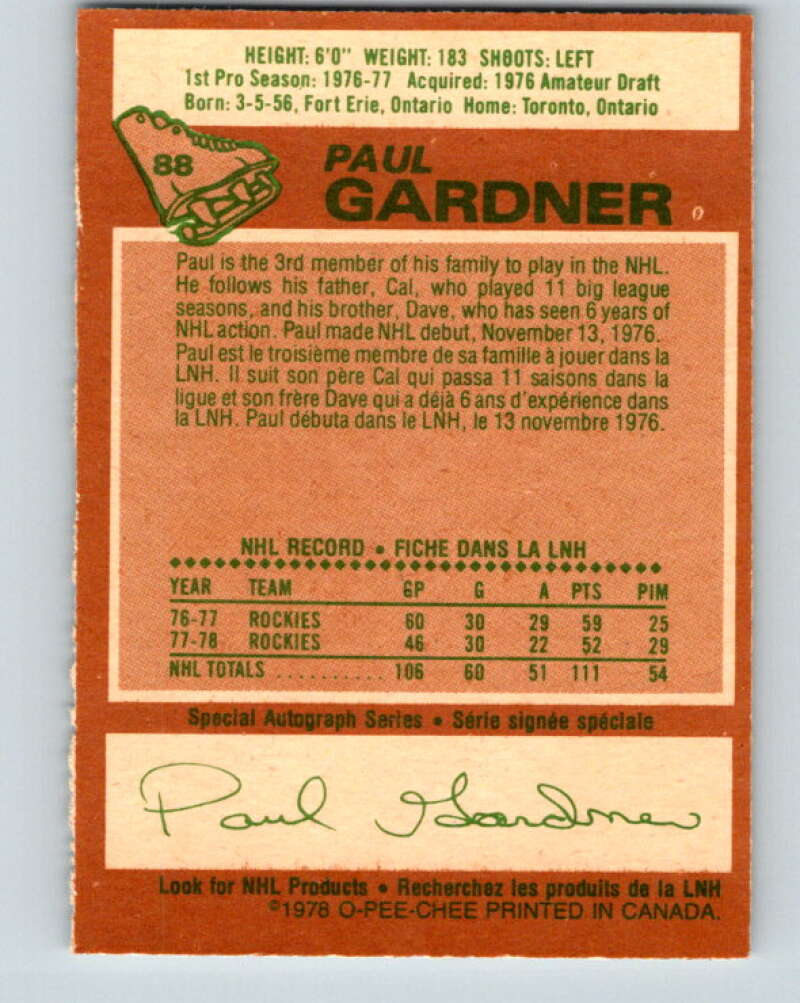 HEIGHT: 6'0" WEIGHT: 183 SHOOTS: LEFT
1st Pro Season: 1976-77 Acquired: 1976 Amateur Draft
Born: 3-5-56, Fort Erie, Ontario Home: Toronto, Ontario
88
PAUL
GARDNER
Paul is the 3rd member of his family to play in the NHL.
He follows his father, Cal, who played 11 big league
seasons, and his brother, Dave, who has seen 6 years of
NHL action. Paul made NHL debut, November 13, 1976.
Paul est le troisième membre de sa famille à jouer dans la
LNH. Il suit son père Cal qui passa 11 saisons dans la
ligue et son frère Dave qui a déjà 6 ans d'expérience dans
la LNH. Paul débuta dans le LNH, le 13 novembre 1976.
NHL RECORD • FICHE DANS LA LNH
YEAR TEAM GP G A PTS PIM
76-77 ROCKIES 60 30 29 59 25
77-78 ROCKIES 46 30 22 52 29
NHL TOTALS ........... 106 60 51 111 54
Special Autograph Series • Série signée spéciale
Paul Gardner
Look for NHL Products • Recherchez les produits de la LNH
©1978 O-PEE-CHEE PRINTED IN CANADA.